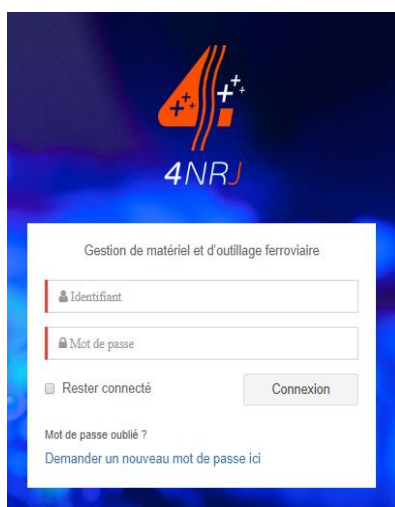 4NRJ
Gestion de matériel et d'outillage ferroviaire
Identifiant
Mot de passe
Rester connecté
Connexion
Mot de passe oublié ?
Demander un nouveau mot de passe ici